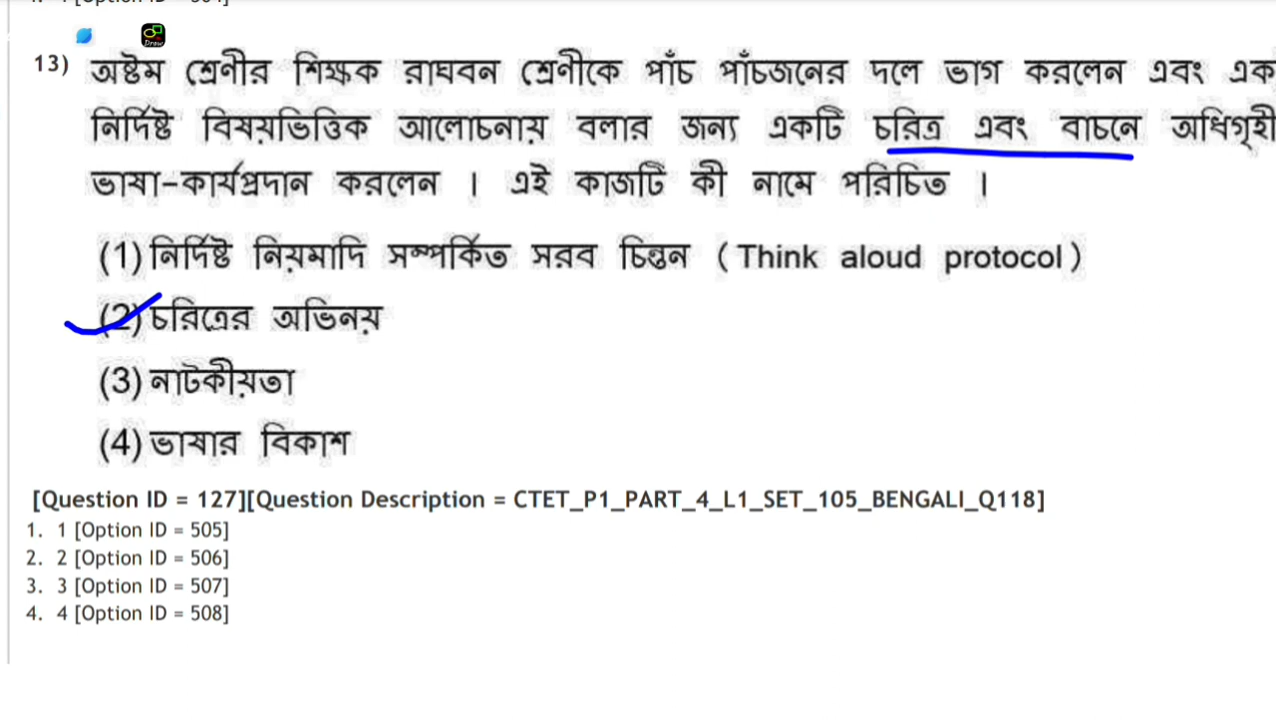 Draw
13) অষ্টম শ্রেণীর শিক্ষক রাঘবন শ্রেণীকে পাঁচ পাঁচজনের দলে ভাগ করলেন এবং এক
নির্দিষ্ট বিষয়ভিত্তিক আলোচনায় বলার জন্য একটি চরিত্র এবং বাচনে অধিগৃহী
ভাষা-কার্যপ্রদান করলেন । এই কাজটি কী নামে পরিচিত ।
(1) নির্দিষ্ট নিয়মাদি সম্পর্কিত সরব চিন্তন ( Think aloud protocol )
(2) চরিত্রের অভিনয়
(3) নাটকীয়তা
(4) ভাষার বিকাশ
[Question ID = 127][Question Description = CTET_P1_PART_4_L1_SET_105_BENGALI_Q118]
1. 1 [Option ID = 505]
2. 2 [Option ID = 506]
3. 3 [Option ID = 507]
4. 4 [Option ID = 508]